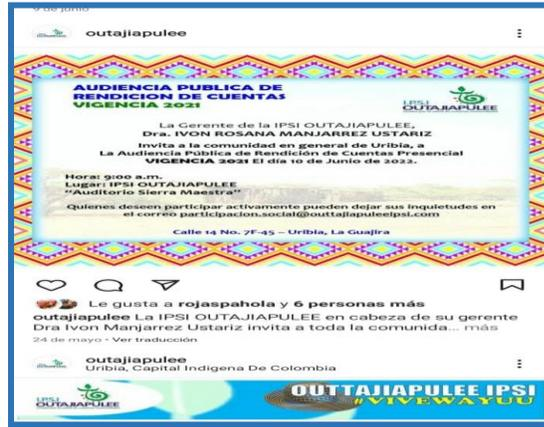 9 de junio
outajiapulee
AUDIENCIA PUBLICA DE
RENDICION DE CUENTAS
VIGENCIA 2021
I.P.S.I
OUTAJIAPULEE
La Gerente de la IPSI OUTAJIAPULEE,
Dra. IVON ROSANA MANJARREZ USTARIZ
Invita a la comunidad en general de Uribia, a
La Audiencia Pública de Rendición de Cuentas Presencial
VIGENCIA 2021 El día 10 de Junio de 2022.
Hora: 9:00 a.m.
Lugar: IPSI OUTAJIAPULEE
“Auditorio Sierra Maestra”
Quienes deseen participar activamente pueden dejar sus inquietudes en
el correo participacion.social@outtajiapuleeipsi.com
Calle 14 No. 7F-45 – Uribia, La Guajira
Le gusta a rojaspahola y 6 personas más
outajiapulee La IPSI OUTAJIAPULEE en cabeza de su gerente
Dra Ivon Manjarrez Ustariz invita a toda la comunida... más
24 de mayo · Ver traducción
outajiapulee
Uribia, Capital Indigena De Colombia
I.P.S.I
OUTAJIAPULEE
OUTTAJIAPULEE IPSI
#VIVEWAYUU